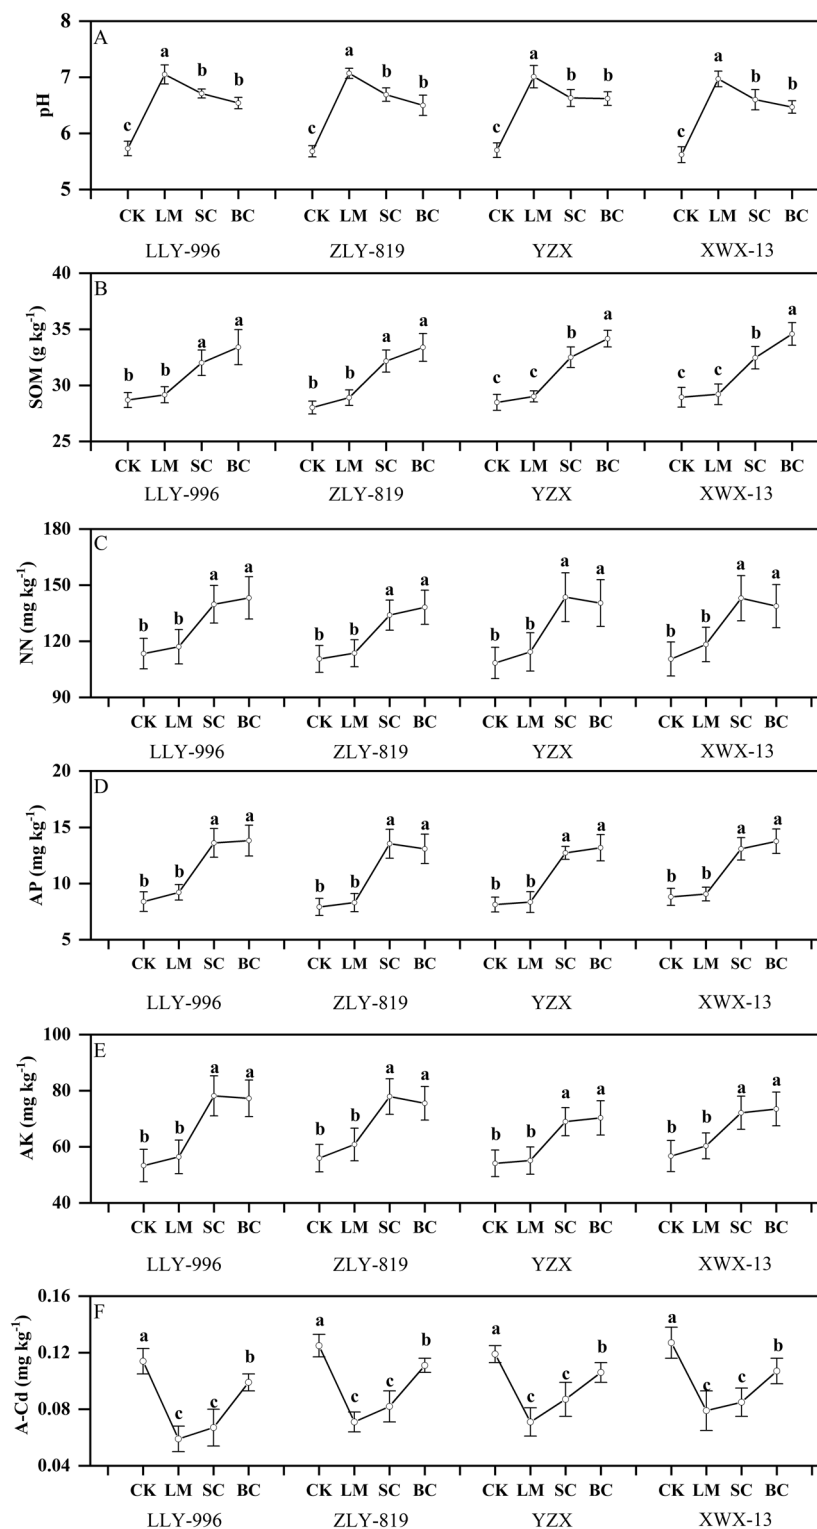 A
8
7
6
5
pH
c a b b c a b b c a b b c a b b
CK LM SC BC CK LM SC BC CK LM SC BC CK LM SC BC
LLY-996 ZLY-819 YZX XWX-13
B
40
35
30
25
SOM (g kg-1)
b b a a b b a a c c b a c c b a
CK LM SC BC CK LM SC BC CK LM SC BC CK LM SC BC
LLY-996 ZLY-819 YZX XWX-13
C
180
150
120
90
NN (mg kg-1)
b b a a b b a a b b a a b b a a
CK LM SC BC CK LM SC BC CK LM SC BC CK LM SC BC
LLY-996 ZLY-819 YZX XWX-13
D
20
15
10
5
AP (mg kg-1)
b b a a b b a a b b a a b b a a
CK LM SC BC CK LM SC BC CK LM SC BC CK LM SC BC
LLY-996 ZLY-819 YZX XWX-13
E
100
80
60
40
AK (mg kg-1)
b b a a b b a a b b a a b b a a
CK LM SC BC CK LM SC BC CK LM SC BC CK LM SC BC
LLY-996 ZLY-819 YZX XWX-13
F
0.16
0.12
0.08
0.04
A-Cd (mg kg-1)
a c c b a c c b a c c b a c c b
CK LM SC BC CK LM SC BC CK LM SC BC CK LM SC BC
LLY-996 ZLY-819 YZX XWX-13